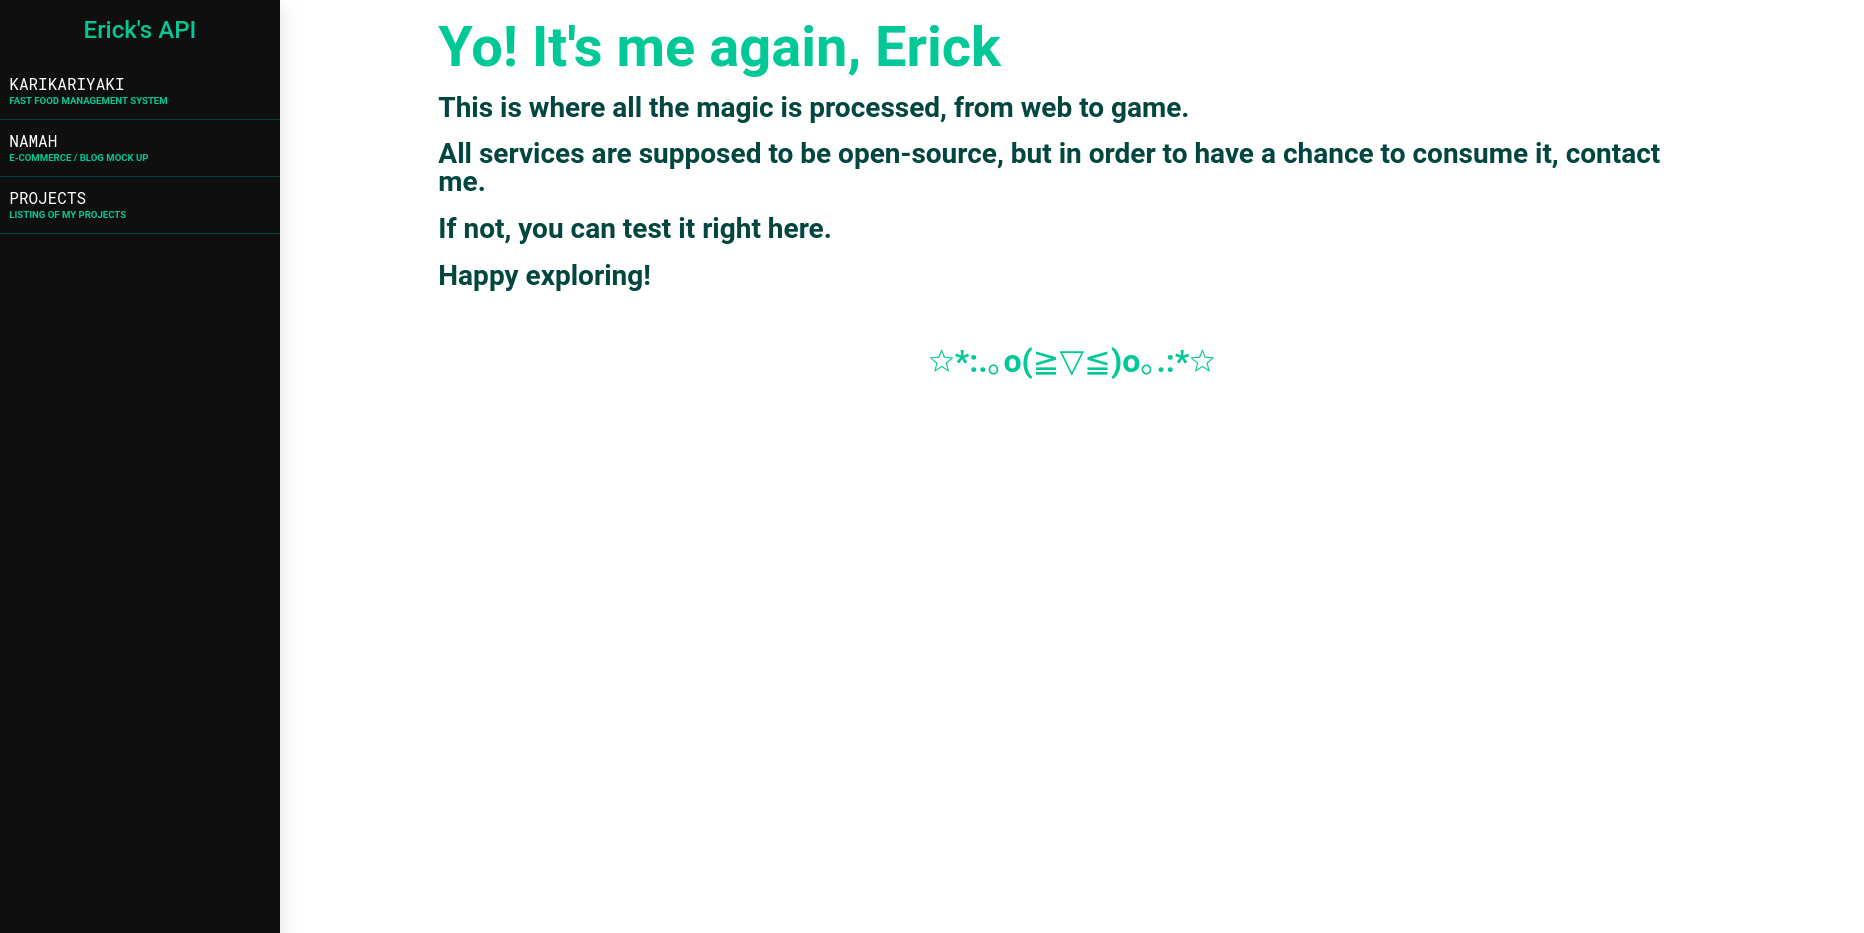 Erick's API
KARIKARIYAKI
FAST FOOD MANAGEMENT SYSTEM
NAMAH
E-COMMERCE / BLOG MOCK UP
PROJECTS
LISTING OF MY PROJECTS
Yo! It's me again, Erick
This is where all the magic is processed, from web to game.
All services are supposed to be open-source, but in order to have a chance to consume it, contact
me.
If not, you can test it right here.
Happy exploring!
☆*:.｡o(≧▽≦)o｡.:*☆